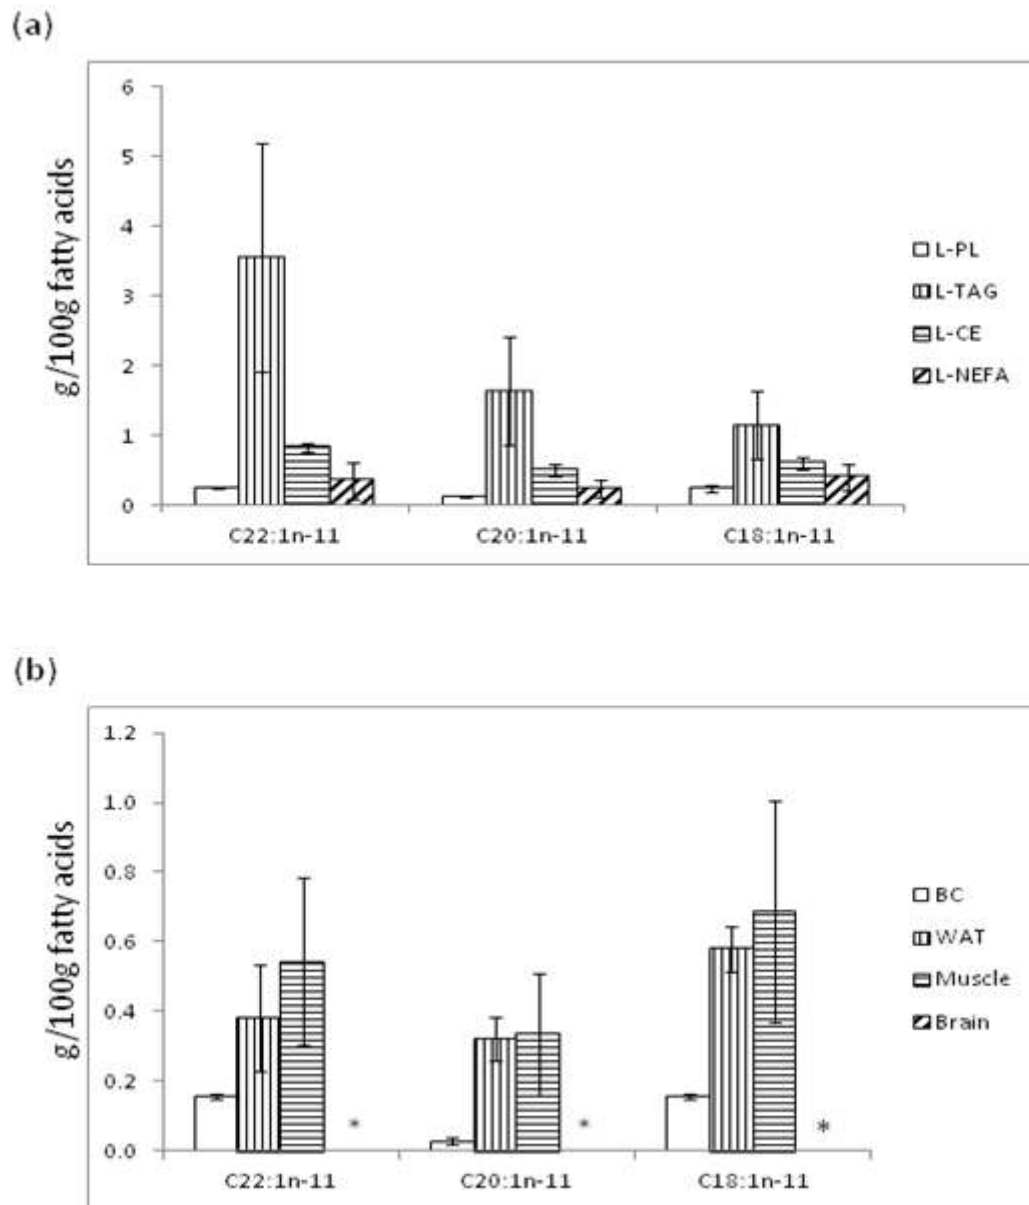 (a)
g/100g fatty acids
6
5
4
3
2
1
0
C22:1n-11 C20:1n-11 C18:1n-11
L-PL
L-TAG
L-CE
L-NEFA
(b)
g/100g fatty acids
1.2
1.0
0.8
0.6
0.4
0.2
0.0
* * *
C22:1n-11 C20:1n-11 C18:1n-11
BC
WAT
Muscle
Brain